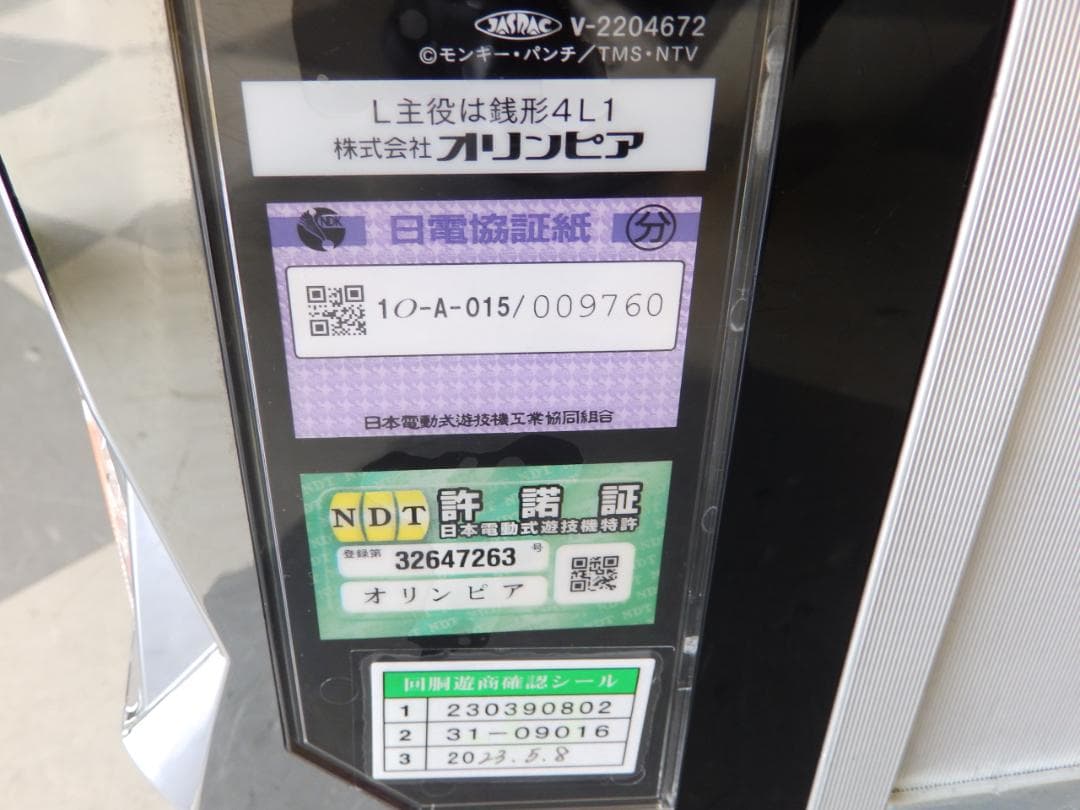 JASRAC V-2204672
©モンキー・パンチ/TMS・NTV
L主役は銭形4L1
株式会社オリンピア
NDK 日電協証紙 分
10-A-015/009760
日本電動式遊技機工業協同組合
NDT 許諾証
日本電動式遊技機特許
登録第 32647263 号
オリンピア
回胴遊商確認シール
1 230390802
2 31-09016
3 2023.5.8